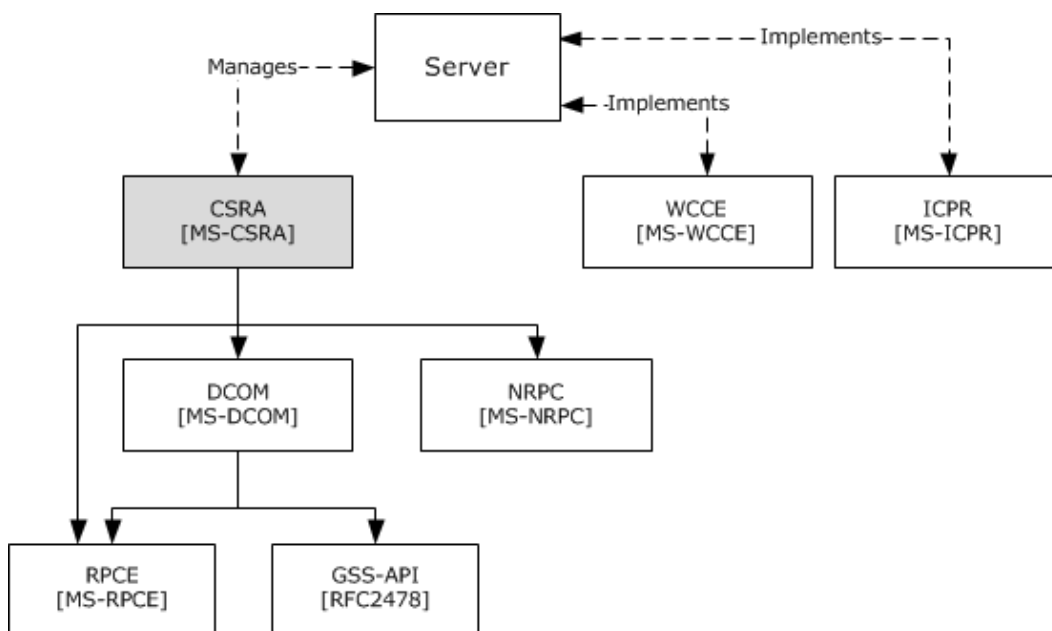 Implements
Server
Manages
Implements
CSRA
[MS-CSRA]
WCCE
[MS-WCCE]
ICPR
[MS-ICPR]
DCOM
[MS-DCOM]
NRPC
[MS-NRPC]
RPCE
[MS-RPCE]
GSS-API
[RFC2478]